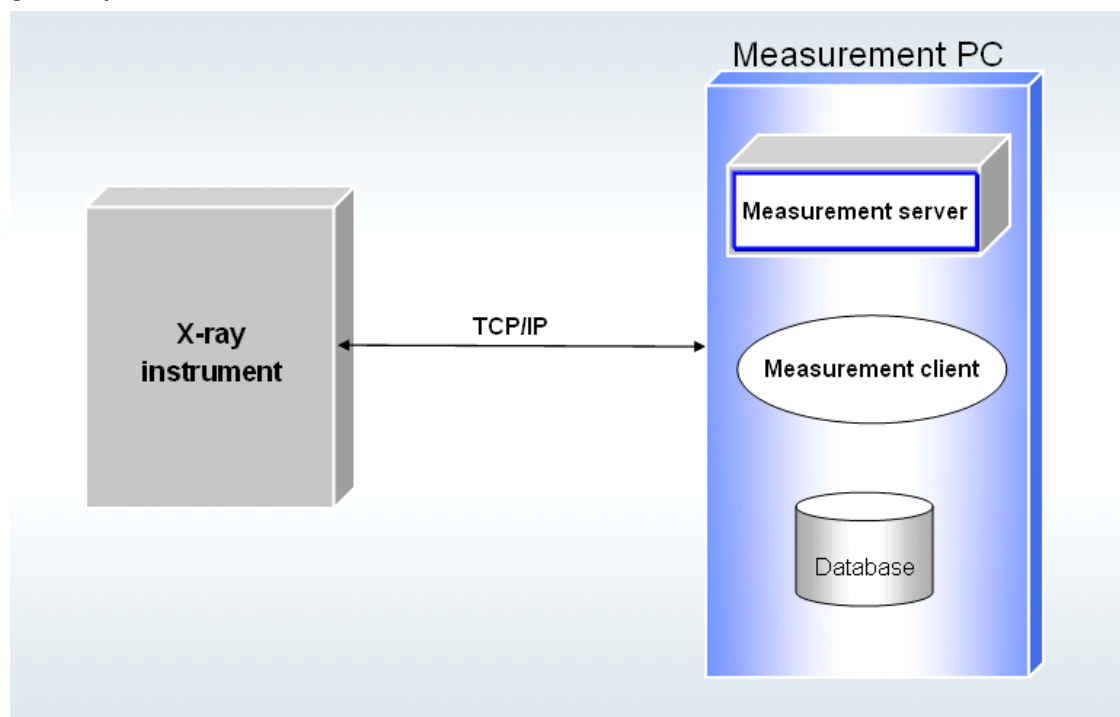 Measurement PC
Measurement server
X-ray
instrument
TCP/IP
Measurement client
Database